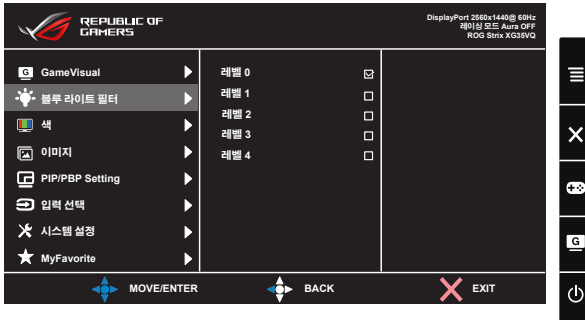 REPUBLIC OF
GAMERS
DisplayPort 2560x1440@ 60Hz
레이싱 모드 Aura OFF
ROG Strix XG35VQ
G GameVisual
블루 라이트 필터
색
이미지
PIP/PBP Setting
입력 선택
시스템 설정
MyFavorite
레벨 0
레벨 1
레벨 2
레벨 3
레벨 4
MOVE/ENTER
BACK
EXIT
G